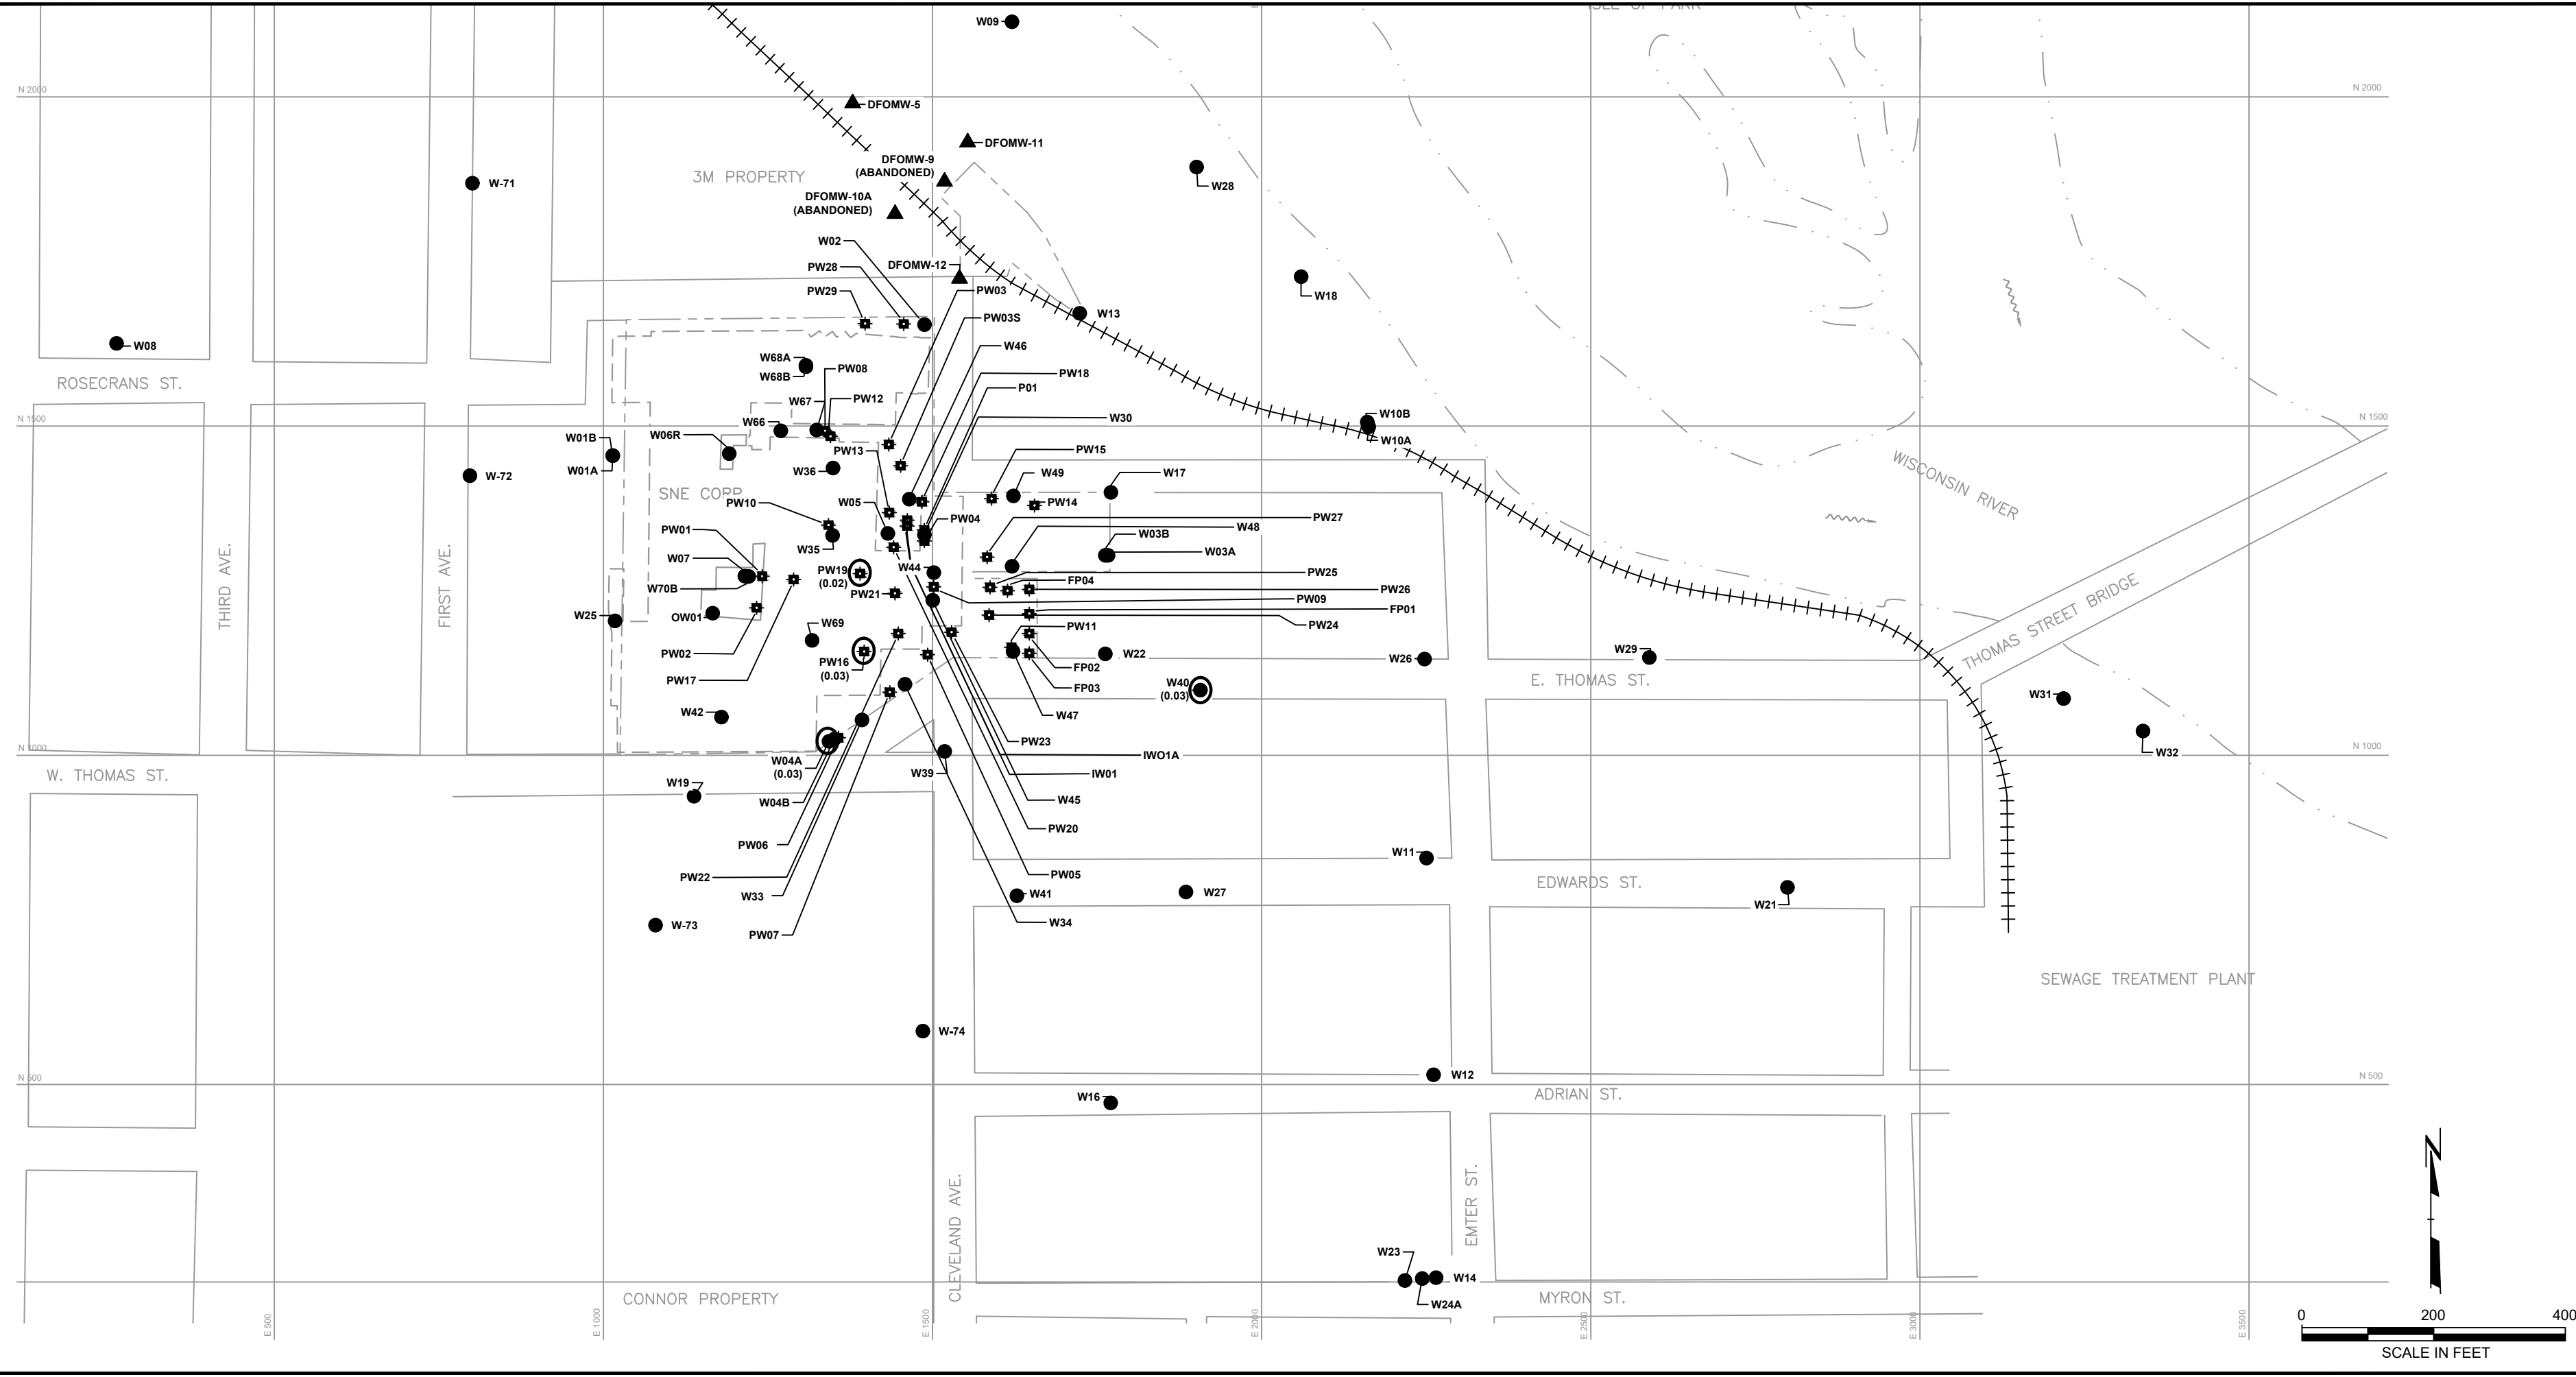 ISLE OF PARK
W09
N 2000
N 2000
DFOMW-5
DFOMW-11
DFOMW-9
(ABANDONED)
3M PROPERTY
W-71
W28
DFOMW-10A
(ABANDONED)
W02
PW28
DFOMW-12
PW29
PW03
W18
W13
PW03S
W08
W46
W68A
W68B
PW08
PW18
ROSECRANS ST.
P01
W67
PW12
N 1500
N 1500
W10B
W30
W66
W01B
W06R
W10A
PW13
PW15
W01A
W36
W49
W17
W-72
WISCONSIN RIVER
SNE CORP
PW10
W05
PW14
PW04
PW27
PW01
W48
W03B
W35
W03A
W07
W44
PW19
(0.02)
PW25
FP04
W70B
PW26
PW21
PW09
FP01
OW01
W25
W69
PW11
PW24
THIRD AVE.
FIRST AVE.
THOMAS STREET BRIDGE
PW02
PW16
(0.03)
W22
W26
W29
FP02
PW17
FP03
W40
(0.03)
E. THOMAS ST.
W31
W42
W47
PW23
N 1000
N 1000
W32
IWO1A
W04A
(0.03)
W39
IW01
W. THOMAS ST.
W19
W04B
W45
PW20
PW06
W11
PW22
PW05
EDWARDS ST.
W33
W41
W27
W21
W34
W-73
PW07
SEWAGE TREATMENT PLANT
W-74
N 500
N 500
W12
W16
ADRIAN ST.
CLEVELAND AVE.
EMTER ST.
W23
W14
W24A
CONNOR PROPERTY
MYRON ST.
E 500
E 1000
E 1500
E 2000
E 2500
E 3000
E 3500
N
0 200 400
SCALE IN FEET